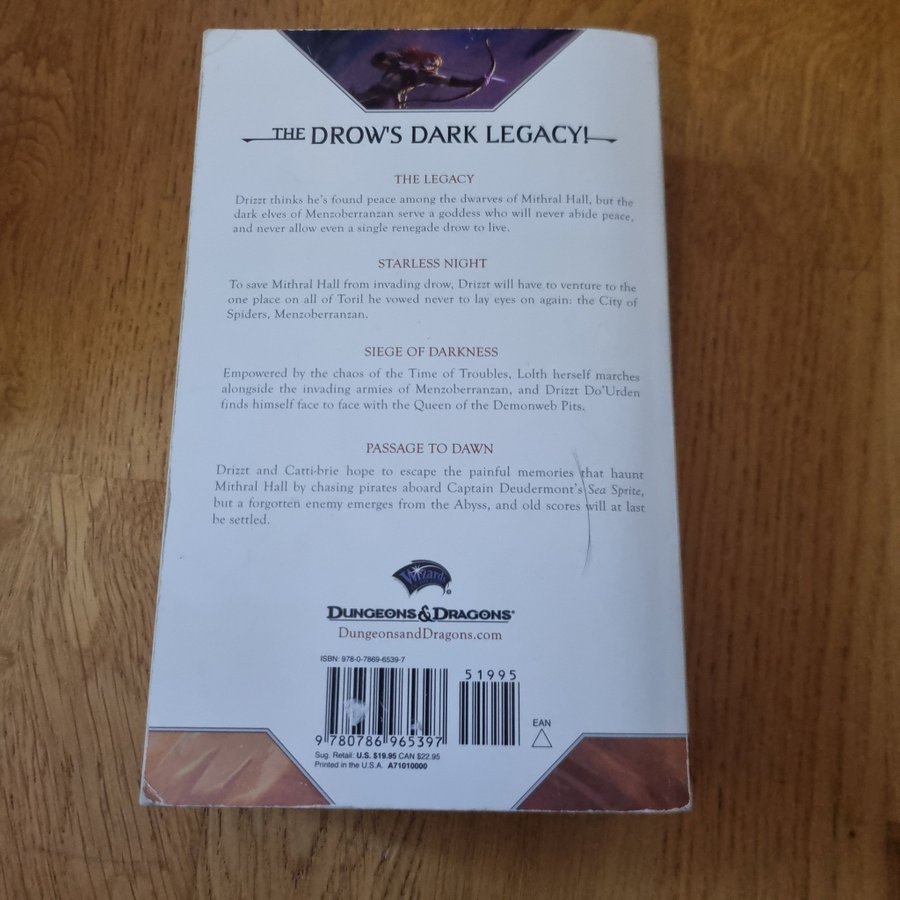 THE DROW'S DARK LEGACY!
THE LEGACY
Drizzt thinks he's found peace among the dwarves of Mithral Hall, but the
dark elves of Menzoberranzan serve a goddess who will never abide peace,
and never allow even a single renegade drow to live.
STARLESS NIGHT
To save Mithral Hall from invading drow, Drizzt will have to venture to the
one place on all of Toril he vowed never to lay eyes on again: the City of
Spiders, Menzoberranzan.
SIEGE OF DARKNESS
Empowered by the chaos of the Time of Troubles, Lolth herself marches
alongside the invading armies of Menzoberranzan, and Drizzt Do'Urden
finds himself face to face with the Queen of the Demonweb Pits.
PASSAGE TO DAWN
Drizzt and Catti-brie hope to escape the painful memories that haunt
Mithral Hall by chasing pirates aboard Captain Deudermont's Sea Sprite,
but a forgotten enemy emerges from the Abyss, and old scores will at last
be settled.
Wizards
DUNGEONS & DRAGONS®
DungeonsandDragons.com
ISBN: 978-0-7869-6539-7
51995
EAN
9 780786 965397
Sug. Retail: U.S. $19.95 CAN $22.95
Printed in the U.S.A. A71010000